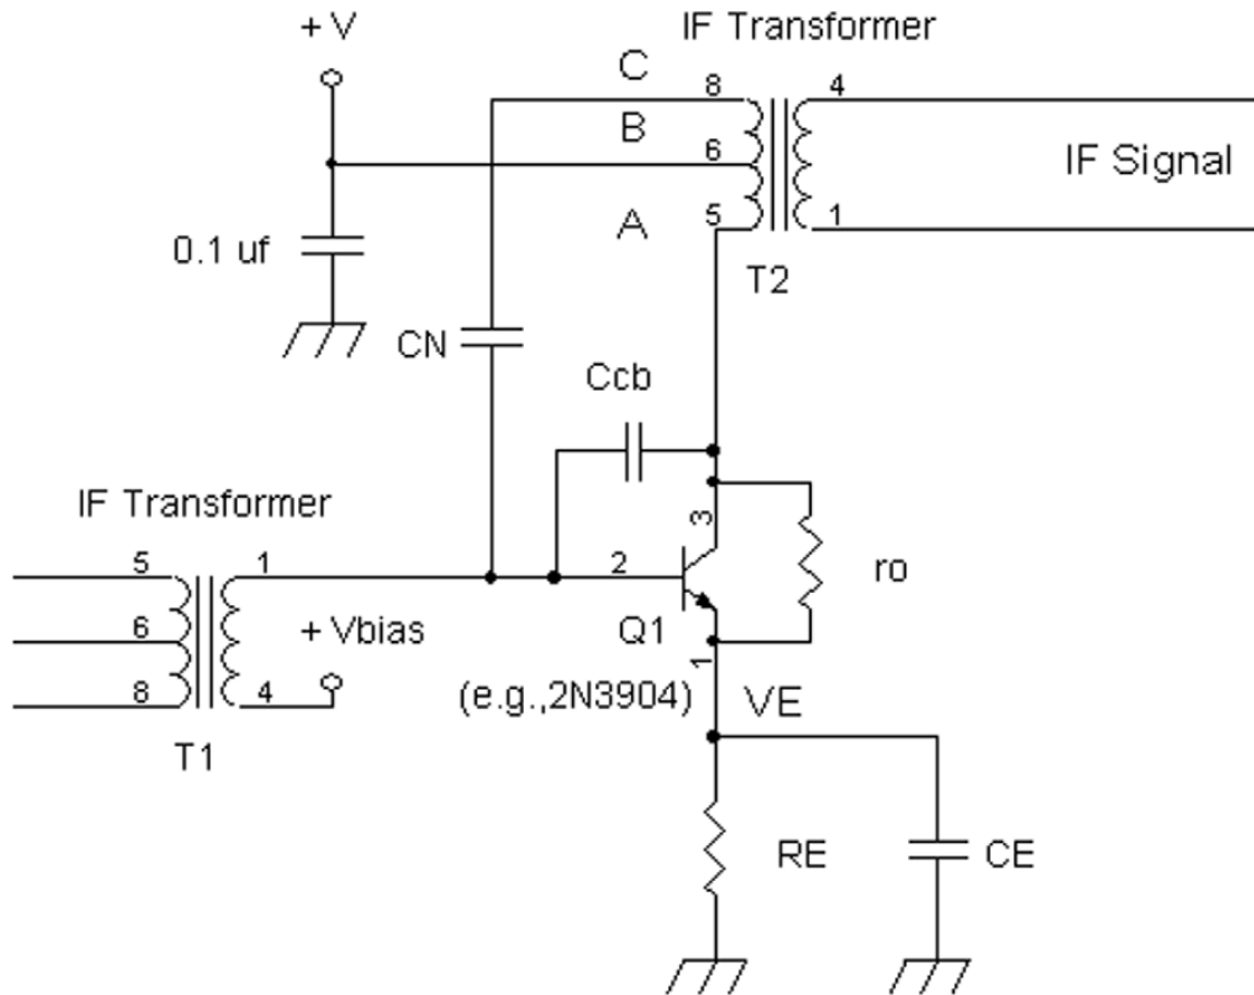 + V
IF Transformer
C
8
4
B
6
IF Signal
A
5
1
0.1 uf
T2
CN
Ccb
IF Transformer
3
5
1
2
ro
6
+ Vbias
Q1
1
8
4
(e.g.,2N3904)
VE
T1
RE
CE